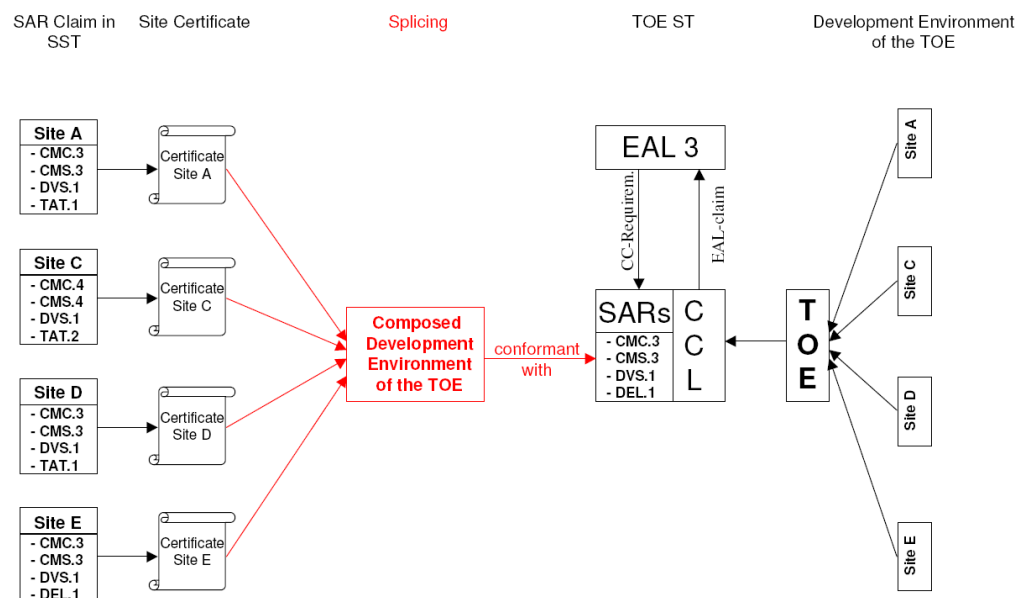 SAR Claim in
SST
Site Certificate
Splicing
TOE ST
Development Environment
of the TOE
Site A
- CMC.3
- CMS.3
- DVS.1
- TAT.1
Certificate
Site A
Site C
- CMC.4
- CMS.4
- DVS.1
- TAT.2
Certificate
Site C
Site D
- CMC.3
- CMS.3
- DVS.1
- TAT.1
Certificate
Site D
Site E
- CMC.3
- CMS.3
- DVS.1
- DEL.1
Certificate
Site E
Composed
Development
Environment
of the TOE
conformant
with
EAL 3
CC-Requirem.
EAL-claim
SARs
- CMC.3
- CMS.3
- DVS.1
- DEL.1
C
C
L
T
O
E
Site A
Site C
Site D
Site E